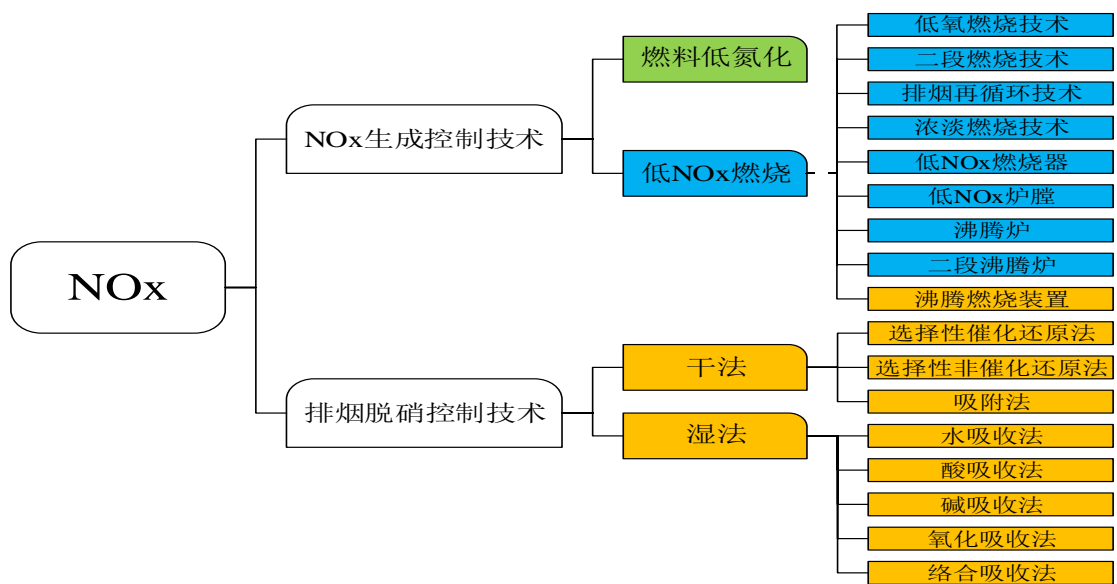 NOx
NOx生成控制技术
排烟脱硝控制技术
燃料低氮化
低NOx燃烧
干法
湿法
低氧燃烧技术
二段燃烧技术
排烟再循环技术
浓淡燃烧技术
低NOx燃烧器
低NOx炉膛
沸腾炉
二段沸腾炉
沸腾燃烧装置
选择性催化还原法
选择性非催化还原法
吸附法
水吸收法
酸吸收法
碱吸收法
氧化吸收法
络合吸收法